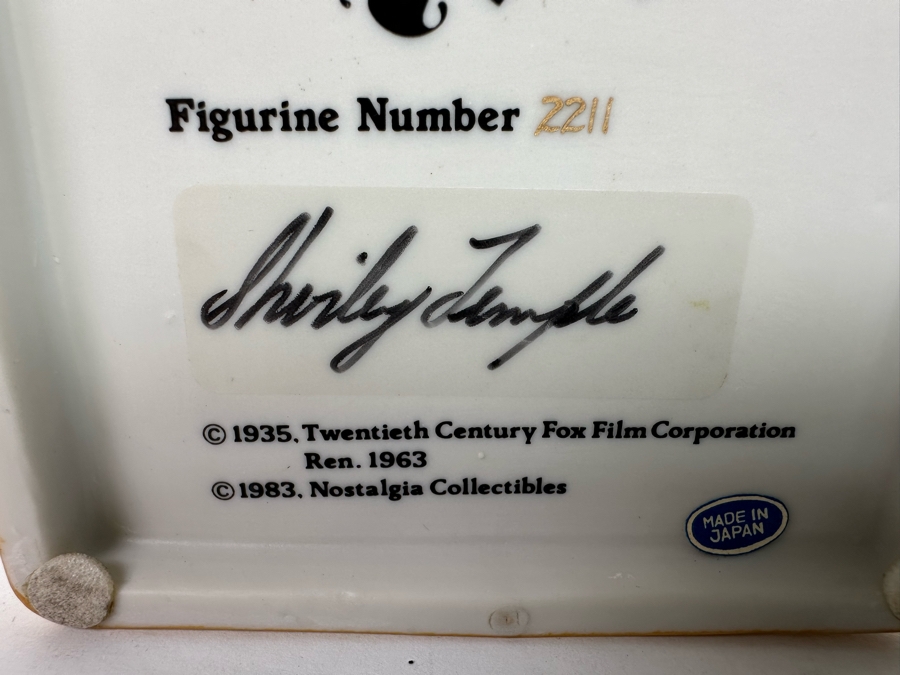 Figurine Number 2211
Shirley Temple
© 1935, Twentieth Century Fox Film Corporation
Ren. 1963
© 1983, Nostalgia Collectibles
MADE IN
JAPAN